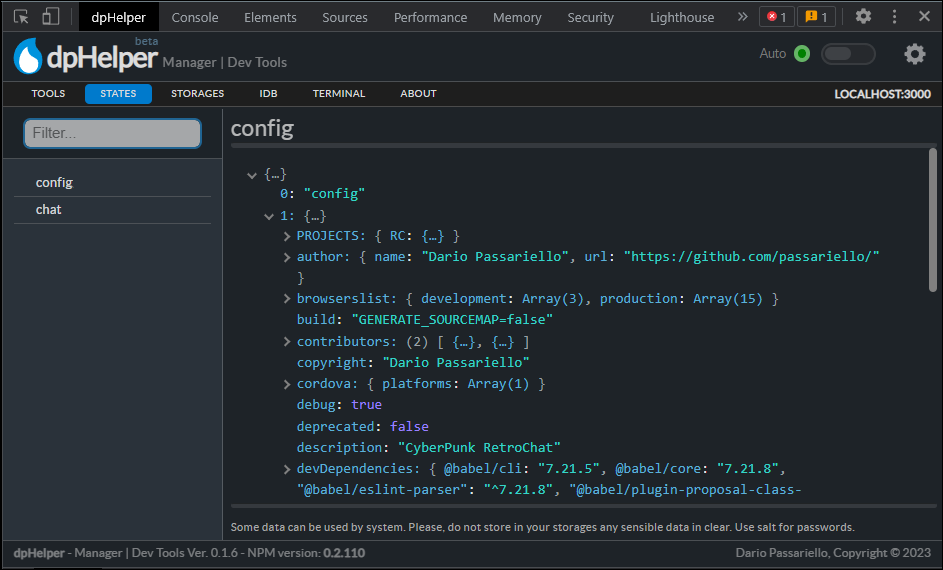 dpHelper Console Elements Sources Performance Memory Security Lighthouse » 1 1
beta
dpHelper Manager | Dev Tools Auto
TOOLS STATES STORAGES IDB TERMINAL ABOUT LOCALHOST:3000
Filter...
config
chat
config
{…}
0: "config"
1: {…}
PROJECTS: { RC: {…} }
author: { name: "Dario Passariello", url: "https://github.com/passariello/"
}
browserslist: { development: Array(3), production: Array(15) }
build: "GENERATE_SOURCEMAP=false"
contributors: (2) [ {…}, {…} ]
copyright: "Dario Passariello"
cordova: { platforms: Array(1) }
debug: true
deprecated: false
description: "CyberPunk RetroChat"
devDependencies: { @babel/cli: "7.21.5", @babel/core: "7.21.8",
"@babel/eslint-parser": "^7.21.8", "@babel/plugin-proposal-class-
Some data can be used by system. Please, do not store in your storages any sensible data in clear. Use salt for passwords.
dpHelper - Manager | Dev Tools Ver. 0.1.6 - NPM version: 0.2.110 Dario Passariello, Copyright © 2023